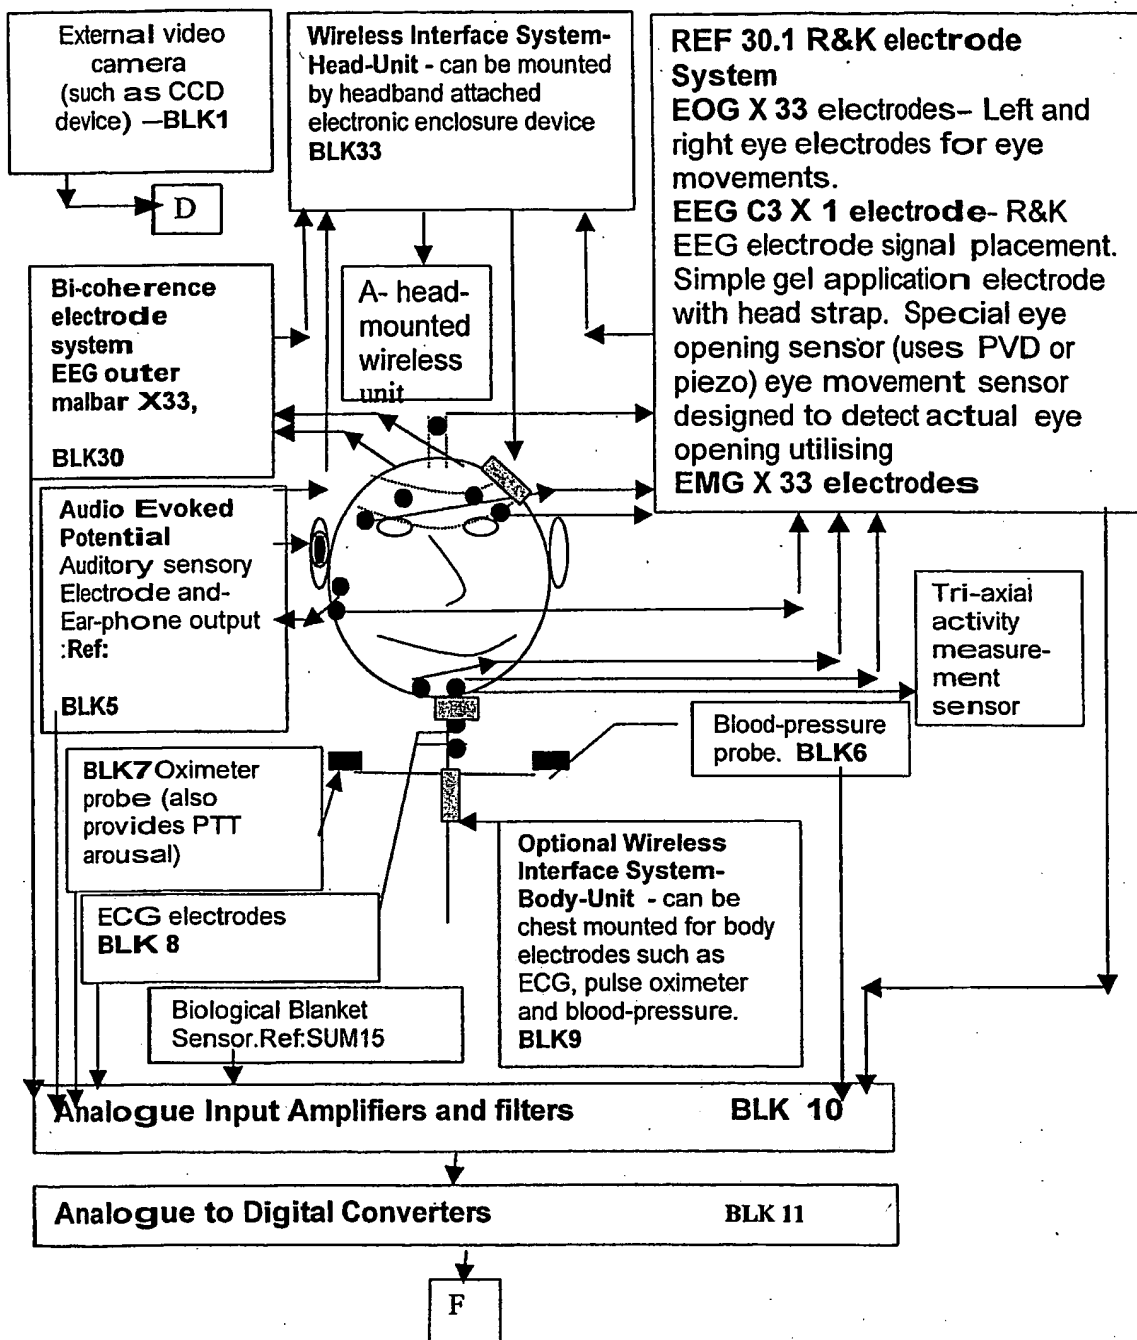 External video
camera
(such as CCD
device) —BLK1
D
Wireless Interface System-
Head-Unit - can be mounted
by headband attached
electronic enclosure device
BLK33
REF 30.1 R&K electrode
System
EOG X 33 electrodes– Left and
right eye electrodes for eye
movements.
EEG C3 X 1 electrode- R&K
EEG electrode signal placement.
Simple gel application electrode
with head strap. Special eye
opening sensor (uses PVD or
piezo) eye movement sensor
designed to detect actual eye
opening utilising
EMG X 33 electrodes
Bi-coherence
electrode
system
EEG outer
malbar X33,
BLK30
A- head-
mounted
wireless
unit
Audio Evoked
Potential
Auditory sensory
Electrode and-
Ear-phone output
:Ref:
BLK5
Tri-axial
activity
measure-
ment
sensor
Blood-pressure
probe. BLK6
BLK7 Oximeter
probe (also
provides PTT
arousal)
Optional Wireless
Interface System-
Body-Unit - can be
chest mounted for body
electrodes such as
ECG, pulse oximeter
and blood-pressure.
BLK9
ECG electrodes
BLK 8
Biological Blanket
Sensor.Ref:SUM15
Analogue Input Amplifiers and filters BLK 10
Analogue to Digital Converters BLK 11
F